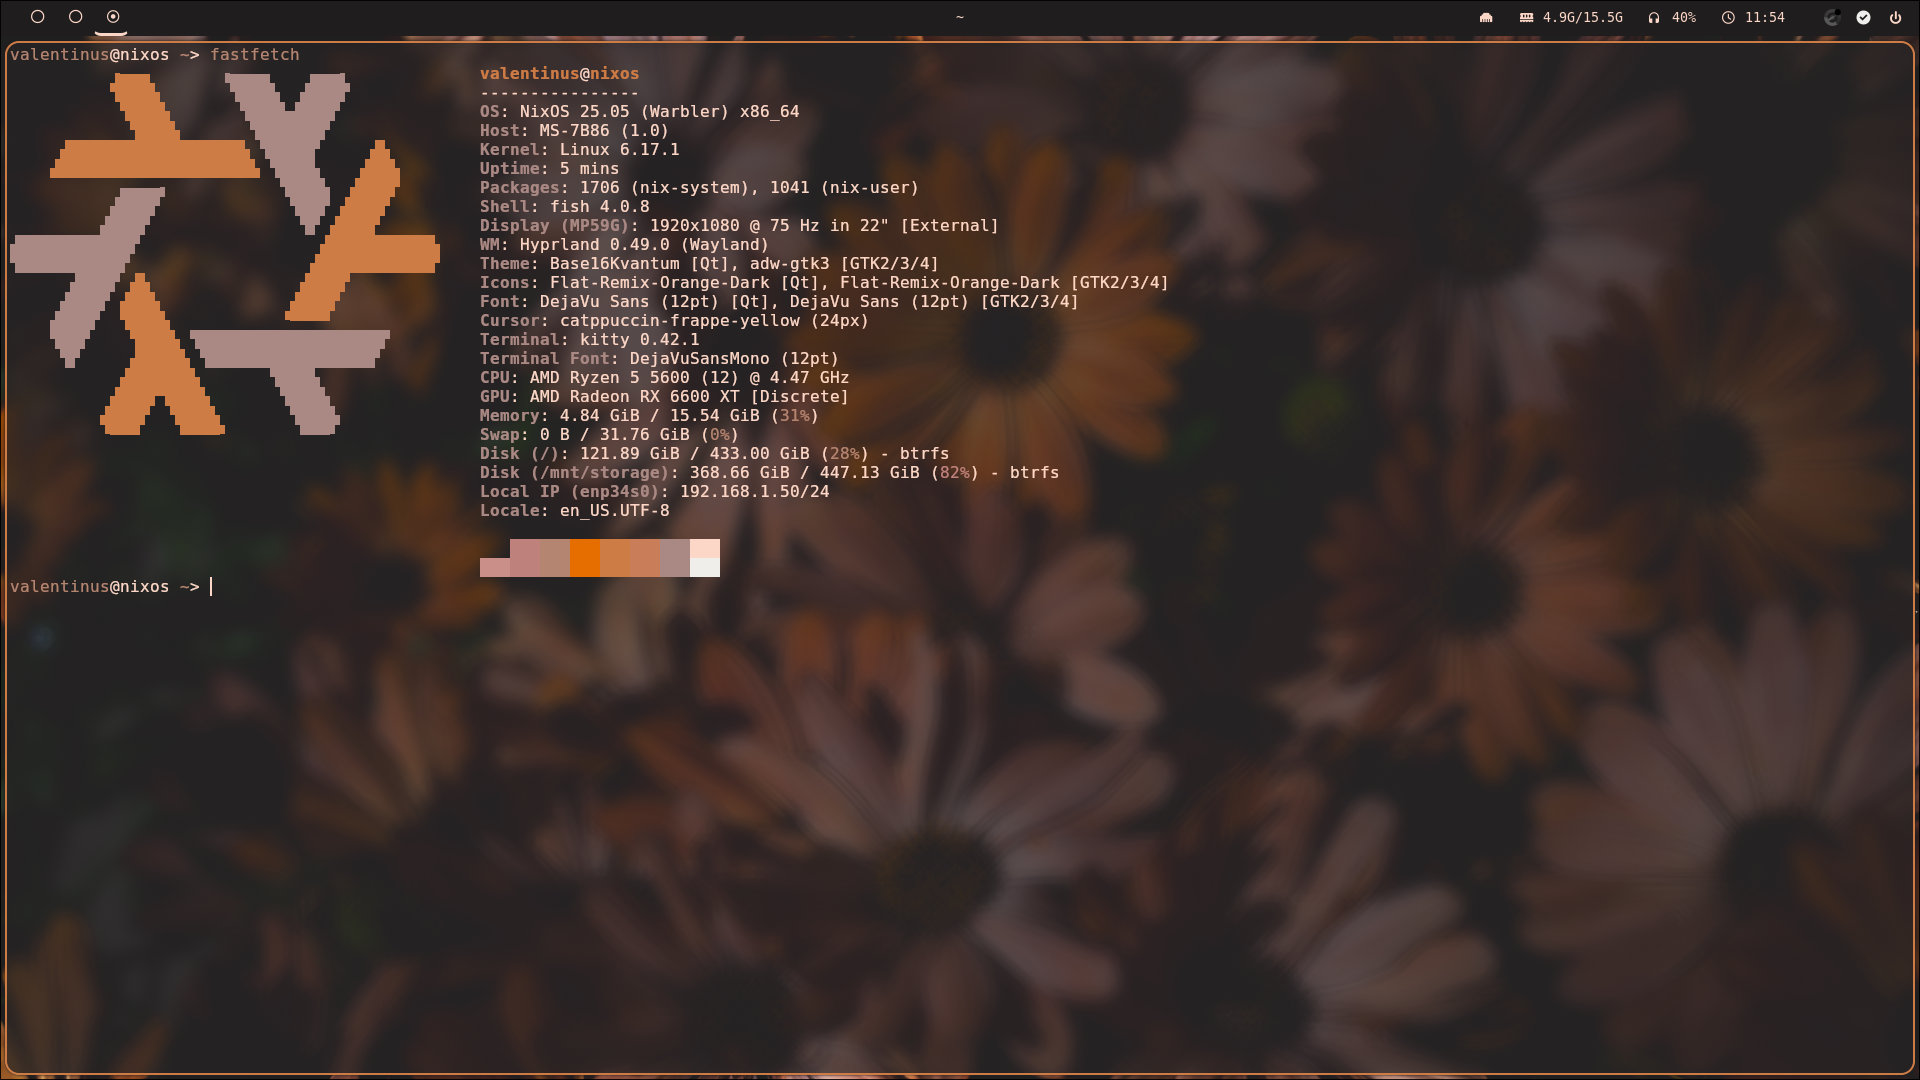 ~
4.9G/15.5G
40%
11:54
valentinus@nixos ~> fastfetch
valentinus@nixos
----------------
OS: NixOS 25.05 (Warbler) x86_64
Host: MS-7B86 (1.0)
Kernel: Linux 6.17.1
Uptime: 5 mins
Packages: 1706 (nix-system), 1041 (nix-user)
Shell: fish 4.0.8
Display (MP59G): 1920x1080 @ 75 Hz in 22" [External]
WM: Hyprland 0.49.0 (Wayland)
Theme: Base16Kvantum [Qt], adw-gtk3 [GTK2/3/4]
Icons: Flat-Remix-Orange-Dark [Qt], Flat-Remix-Orange-Dark [GTK2/3/4]
Font: DejaVu Sans (12pt) [Qt], DejaVu Sans (12pt) [GTK2/3/4]
Cursor: catppuccin-frappe-yellow (24px)
Terminal: kitty 0.42.1
Terminal Font: DejaVuSansMono (12pt)
CPU: AMD Ryzen 5 5600 (12) @ 4.47 GHz
GPU: AMD Radeon RX 6600 XT [Discrete]
Memory: 4.84 GiB / 15.54 GiB (31%)
Swap: 0 B / 31.76 GiB (0%)
Disk (/): 121.89 GiB / 433.00 GiB (28%) - btrfs
Disk (/mnt/storage): 368.66 GiB / 447.13 GiB (82%) - btrfs
Local IP (enp34s0): 192.168.1.50/24
Locale: en_US.UTF-8
valentinus@nixos ~>